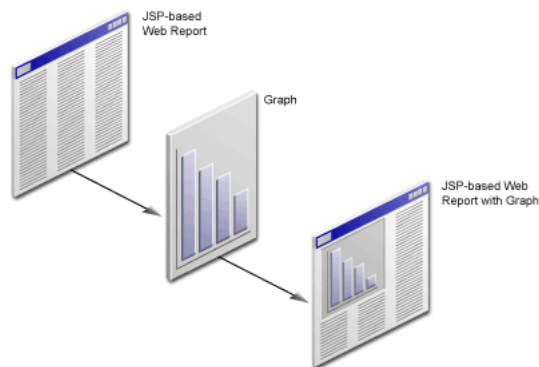 JSP-based
Web Report
Graph
JSP-based Web
Report with Graph